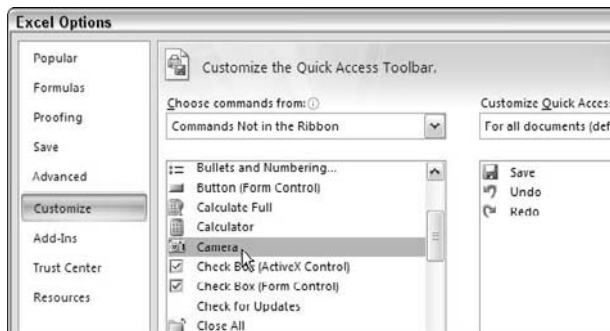 Excel Options
Popular
Formulas
Proofing
Save
Advanced
Customize
Add-Ins
Trust Center
Resources
Customize the Quick Access Toolbar.
Choose commands from:
Commands Not in the Ribbon
Bullets and Numbering...
Button (Form Control)
Calculate Full
Calculator
Camera
Check Box (ActiveX Control)
Check Box (Form Control)
Check for Updates
Close All
Customize Quick Acces
For all documents (def
Save
Undo
Redo